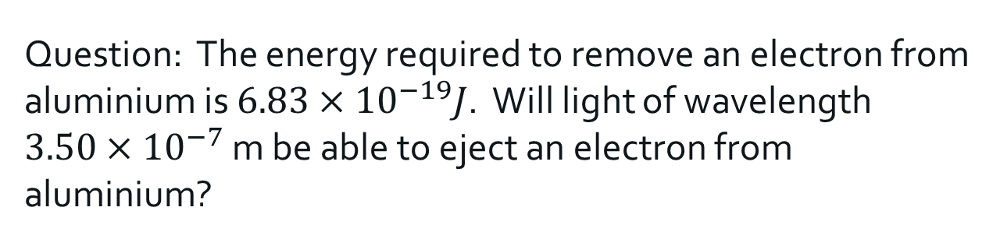 Question: The energy required to remove an electron from
aluminium is 6.83 × 10⁻¹⁹J. Will light of wavelength
3.50 × 10⁻⁷ m be able to eject an electron from
aluminium?